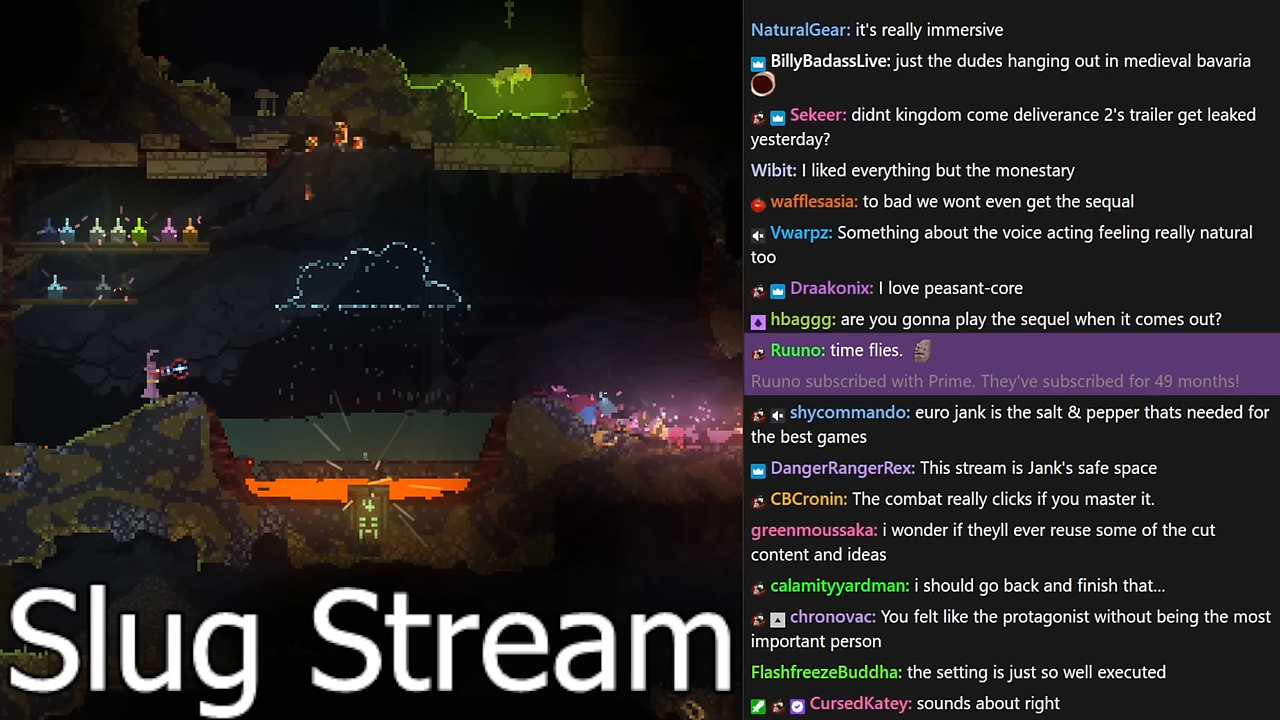 NaturalGear: it's really immersive
BillyBadassLive: just the dudes hanging out in medieval bavaria
Sekeer: didnt kingdom come deliverance 2's trailer get leaked
yesterday?
Wibit: I liked everything but the monestary
wafflesasia: to bad we wont even get the sequal
Vwarpz: Something about the voice acting feeling really natural
too
Draakonix: I love peasant-core
hbaggg: are you gonna play the sequel when it comes out?
Ruuno: time flies.
Ruuno subscribed with Prime. They've subscribed for 49 months!
shycommando: euro jank is the salt & pepper thats needed for
the best games
DangerRangerRex: This stream is Jank's safe space
CBCronin: The combat really clicks if you master it.
greenmoussaka: i wonder if theyll ever reuse some of the cut
content and ideas
calamityyardman: i should go back and finish that...
chronovac: You felt like the protagonist without being the most
important person
FlashfreezeBuddha: the setting is just so well executed
CursedKatey: sounds about right
Slug Stream